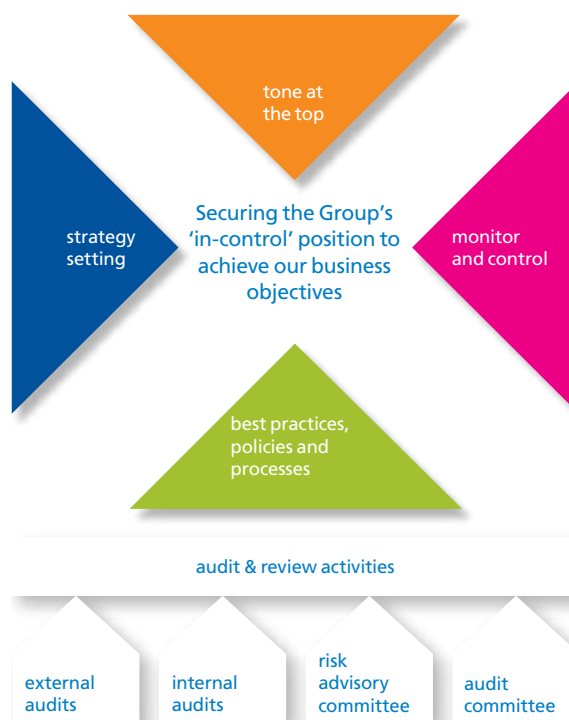 tone at
the top
strategy
setting
Securing the Group’s
‘in-control’ position to
achieve our business
objectives
monitor
and control
best practices,
policies and
processes
audit & review activities
external
audits
internal
audits
risk
advisory
committee
audit
committee